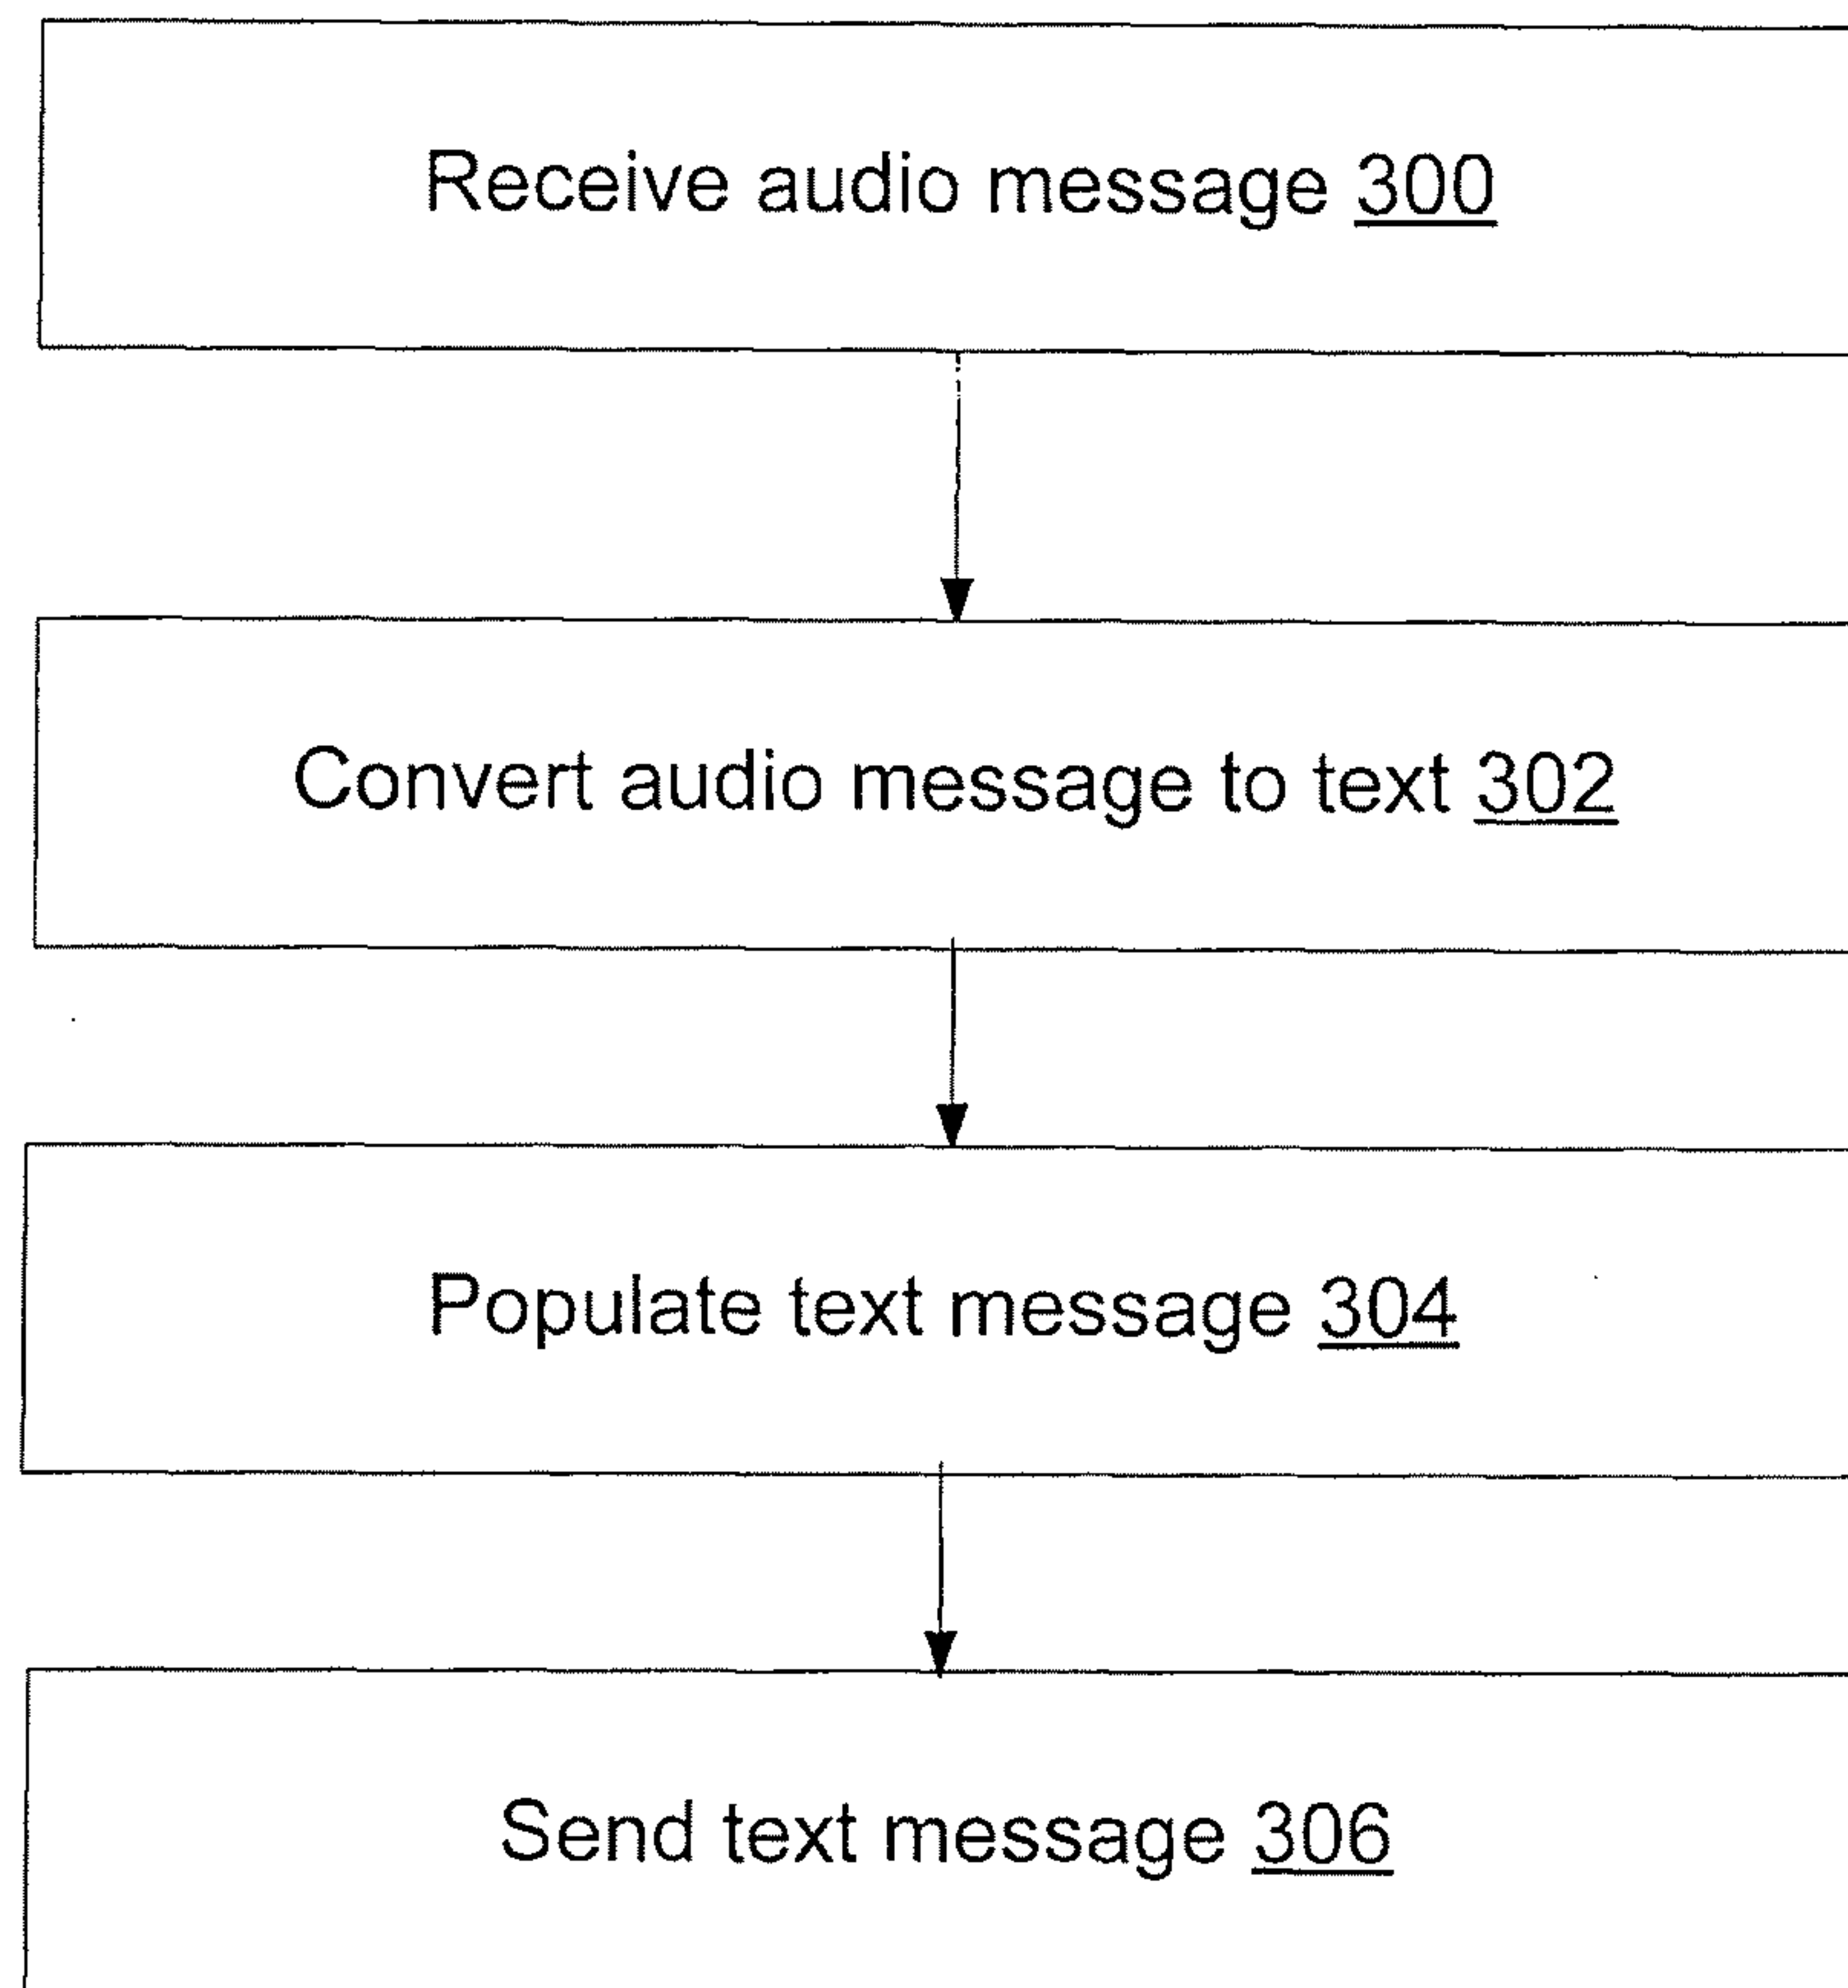 Receive audio message 300
Convert audio message to text 302
Populate text message 304
Send text message 306